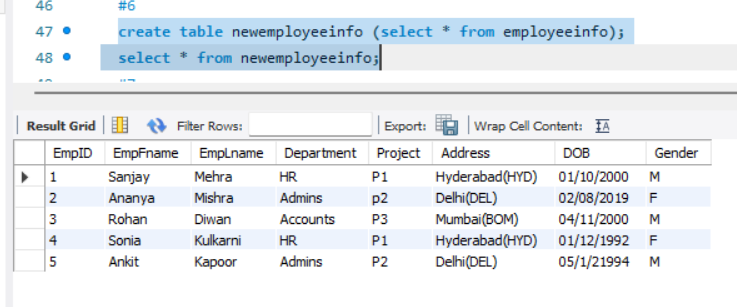 46 #6
47 create table newemployeeinfo (select * from employeeinfo);
48 select * from newemployeeinfo;
Result Grid Filter Rows: Export: Wrap Cell Content: IA
EmpID EmpFname EmpLname Department Project Address DOB Gender
1 Sanjay Mehra HR P1 Hyderabad(HYD) 01/10/2000 M
2 Ananya Mishra Admins p2 Delhi(DEL) 02/08/2019 F
3 Rohan Diwan Accounts P3 Mumbai(BOM) 04/11/2000 M
4 Sonia Kulkarni HR P1 Hyderabad(HYD) 01/12/1992 F
5 Ankit Kapoor Admins P2 Delhi(DEL) 05/1/21994 M